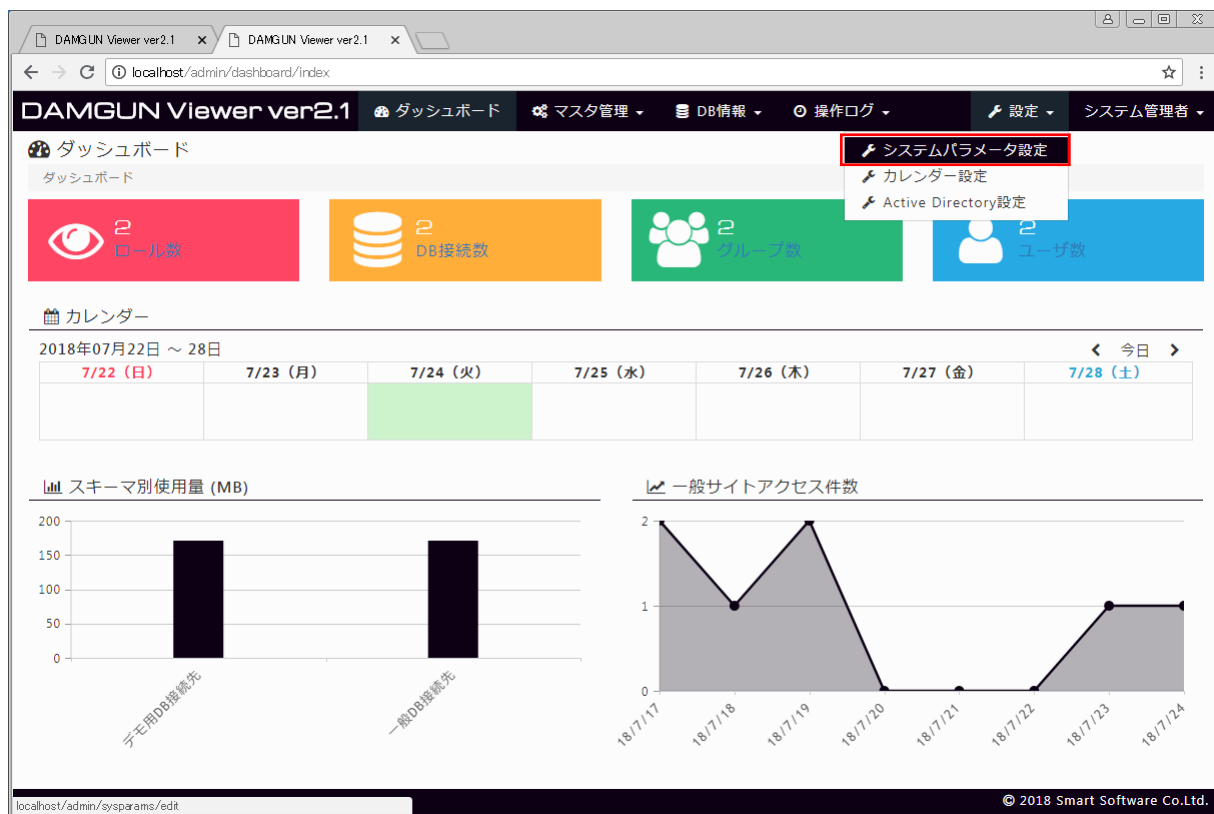 DAMGUN Viewer ver2.1
DAMGUN Viewer ver2.1
localhost/admin/dashboard/index
DAMGUN Viewer ver2.1 ダッシュボード マスタ管理 DB情報 操作ログ 設定 システム管理者
システムパラメータ設定
カレンダー設定
Active Directory設定
ダッシュボード
ダッシュボード
2
ロール数
2
DB接続数
2
グループ数
2
ユーザ数
カレンダー
2018年07月22日 ～ 28日
今日
7/22（日） 7/23（月） 7/24（火） 7/25（水） 7/26（木） 7/27（金） 7/28（土）
スキーマ別使用量 (MB)
200
150
100
50
0
デモ用DB接続先
一般DB接続先
一般サイトアクセス件数
2
1
0
18/7/17
18/7/18
18/7/19
18/7/20
18/7/21
18/7/22
18/7/23
18/7/24
localhost/admin/sysparams/edit
© 2018 Smart Software Co.Ltd.